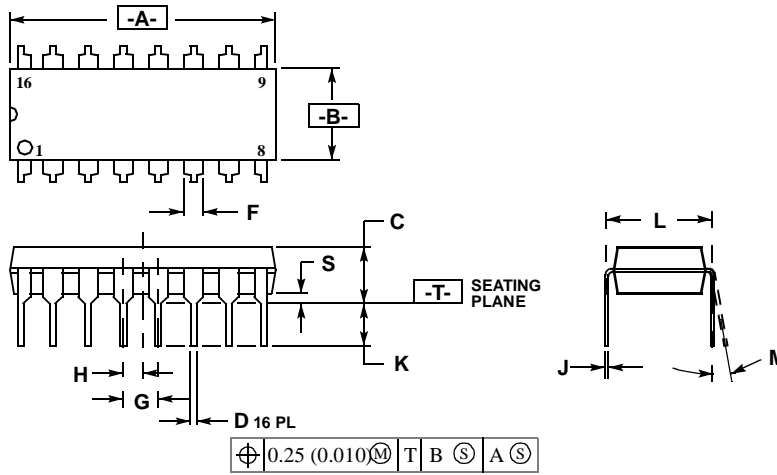 -A-
16 9
-B-
1 8
F
C
S
L
-T- SEATING PLANE
K
J
M
H
G
D 16 PL
⌖ 0.25 (0.010) Ⓜ T B Ⓢ A Ⓢ